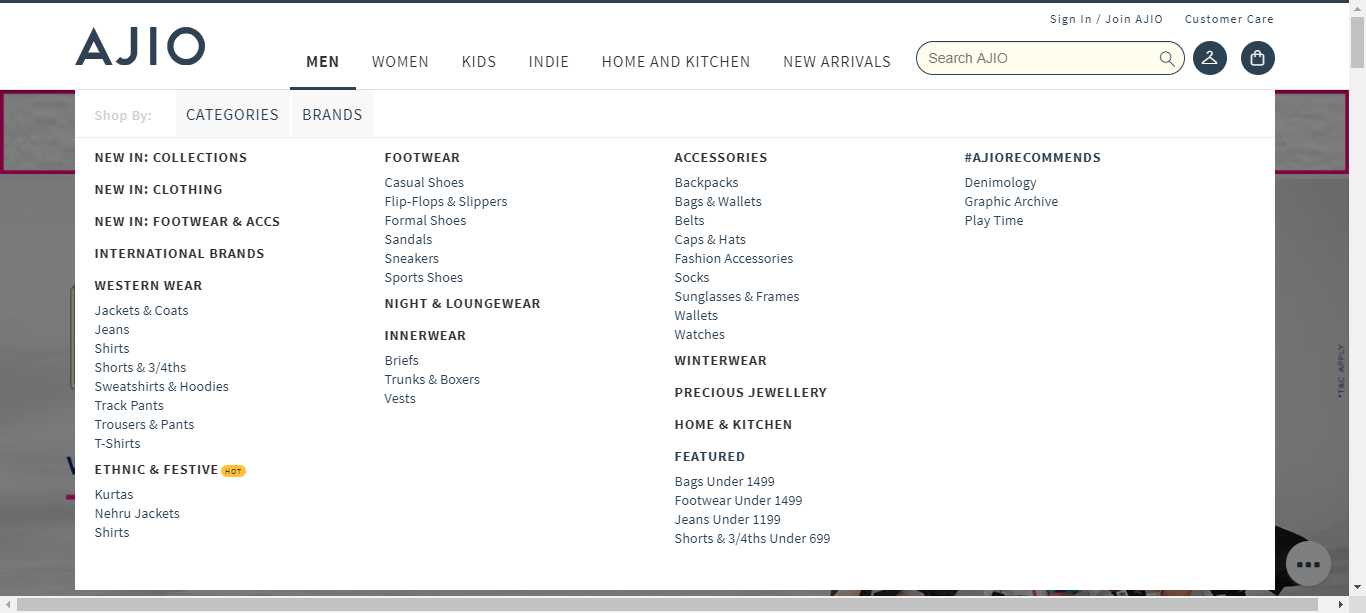 Sign In / Join AJIO
Customer Care
AJIO
MEN
WOMEN
KIDS
INDIE
HOME AND KITCHEN
NEW ARRIVALS
Search AJIO
Shop By:
CATEGORIES
BRANDS
NEW IN: COLLECTIONS
NEW IN: CLOTHING
NEW IN: FOOTWEAR & ACCS
INTERNATIONAL BRANDS
WESTERN WEAR
Jackets & Coats
Jeans
Shirts
Shorts & 3/4ths
Sweatshirts & Hoodies
Track Pants
Trousers & Pants
T-Shirts
ETHNIC & FESTIVE HOT
Kurtas
Nehru Jackets
Shirts
FOOTWEAR
Casual Shoes
Flip-Flops & Slippers
Formal Shoes
Sandals
Sneakers
Sports Shoes
NIGHT & LOUNGEWEAR
INNERWEAR
Briefs
Trunks & Boxers
Vests
ACCESSORIES
Backpacks
Bags & Wallets
Belts
Caps & Hats
Fashion Accessories
Socks
Sunglasses & Frames
Wallets
Watches
WINTERWEAR
PRECIOUS JEWELLERY
HOME & KITCHEN
FEATURED
Bags Under 1499
Footwear Under 1499
Jeans Under 1199
Shorts & 3/4ths Under 699
#AJIORECOMMENDS
Denimology
Graphic Archive
Play Time
*T&C APPLY